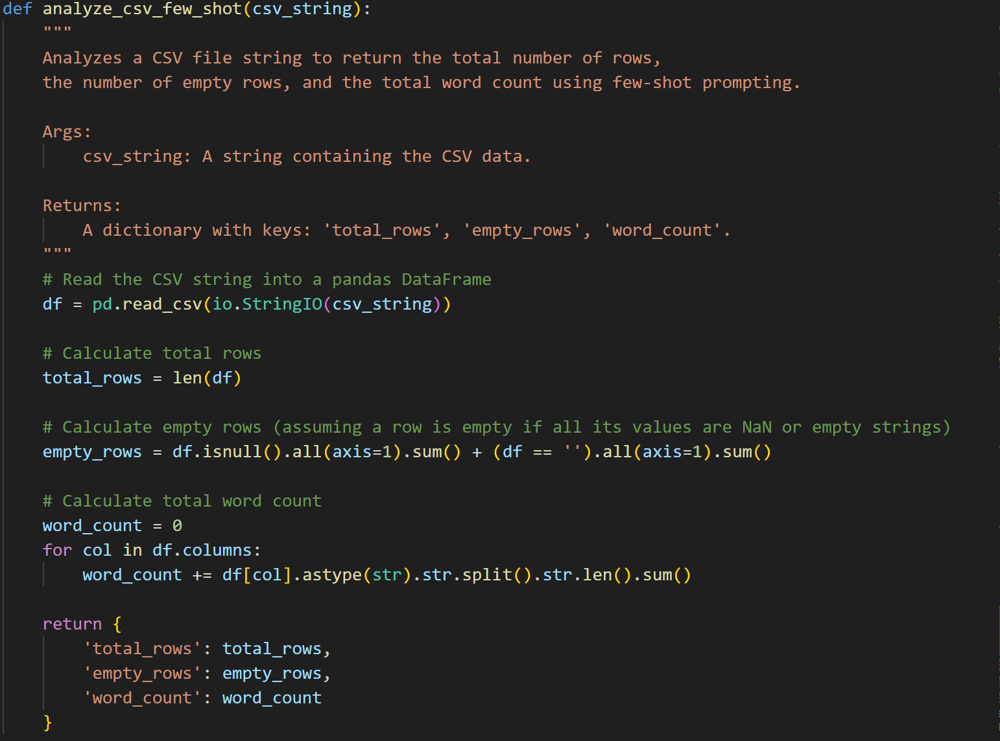 def analyze_csv_few_shot(csv_string):
    """
    Analyzes a CSV file string to return the total number of rows,
    the number of empty rows, and the total word count using few-shot prompting.

    Args:
        csv_string: A string containing the CSV data.

    Returns:
        A dictionary with keys: 'total_rows', 'empty_rows', 'word_count'.
    """
    # Read the CSV string into a pandas DataFrame
    df = pd.read_csv(io.StringIO(csv_string))

    # Calculate total rows
    total_rows = len(df)

    # Calculate empty rows (assuming a row is empty if all its values are NaN or empty strings)
    empty_rows = df.isnull().all(axis=1).sum() + (df == '').all(axis=1).sum()

    # Calculate total word count
    word_count = 0
    for col in df.columns:
        word_count += df[col].astype(str).str.split().str.len().sum()

    return {
        'total_rows': total_rows,
        'empty_rows': empty_rows,
        'word_count': word_count
    }